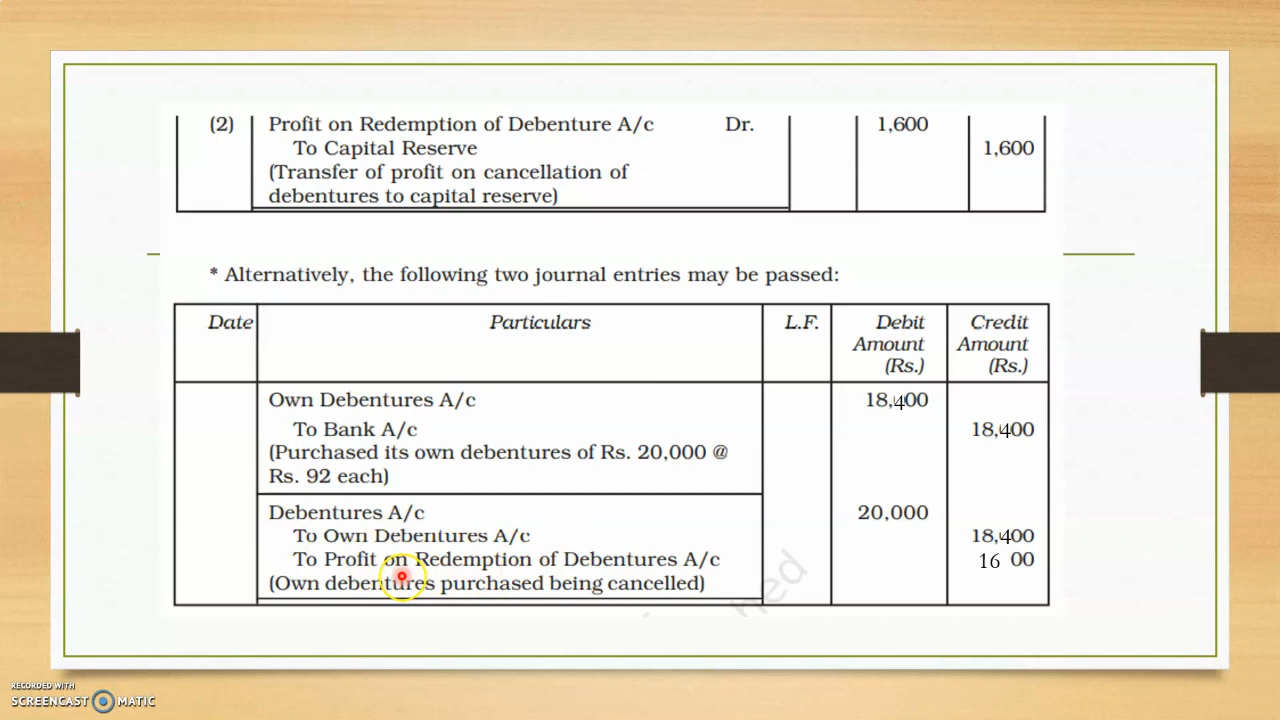 (2) Profit on Redemption of Debenture A/c Dr. 1,600
To Capital Reserve 1,600
(Transfer of profit on cancellation of
debentures to capital reserve)
* Alternatively, the following two journal entries may be passed:
Date Particulars L.F. Debit Credit
Amount Amount
(Rs.) (Rs.)
Own Debentures A/c 18,400
To Bank A/c 18,400
(Purchased its own debentures of Rs. 20,000 @
Rs. 92 each)
Debentures A/c 20,000
To Own Debentures A/c 18,400
To Profit on Redemption of Debentures A/c 16 00
(Own debentures purchased being cancelled)
RECORDED WITH
SCREENCAST MATIC